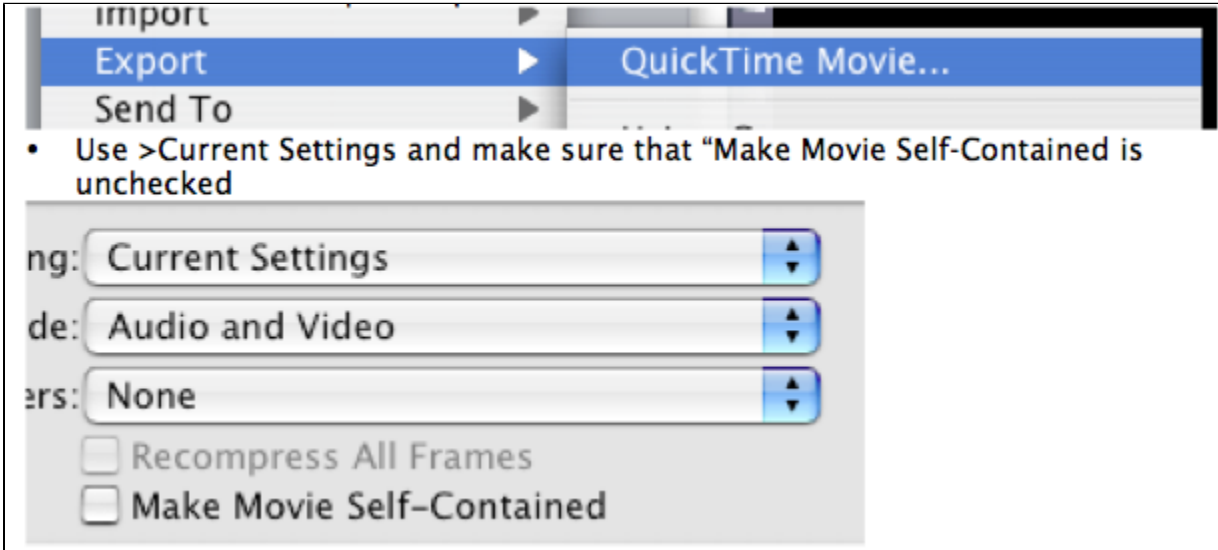 Import
Export
QuickTime Movie...
Send To
• Use >Current Settings and make sure that “Make Movie Self-Contained is
unchecked
ng: Current Settings
de: Audio and Video
ers: None
Recompress All Frames
Make Movie Self-Contained